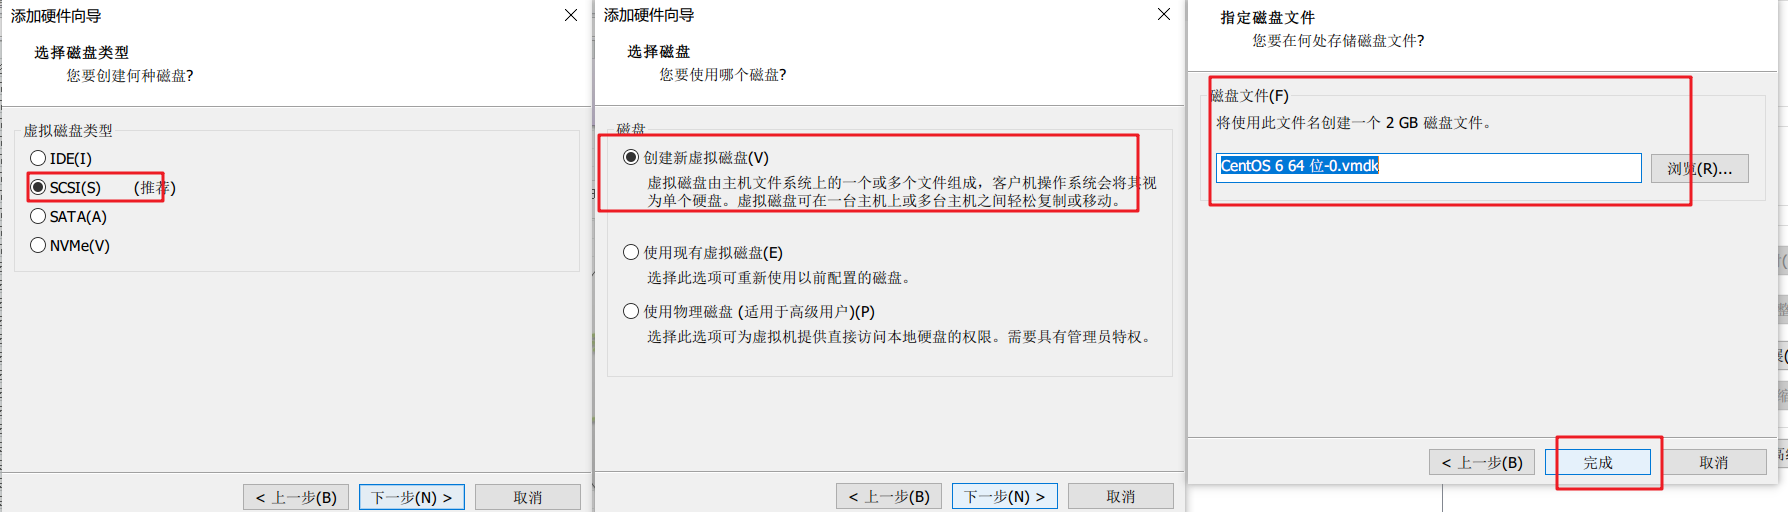 添加硬件向导
选择磁盘类型
您要创建何种磁盘?
虚拟磁盘类型
IDE(I)
SCSI(S) (推荐)
SATA(A)
NVMe(V)
< 上一步(B)
下一步(N) >
取消
添加硬件向导
选择磁盘
您要使用哪个磁盘?
磁盘
创建新虚拟磁盘(V)
虚拟磁盘由主机文件系统上的一个或多个文件组成，客户机操作系统会将其视
为单个硬盘。虚拟磁盘可在一台主机上或多台主机之间轻松复制或移动。
使用现有虚拟磁盘(E)
选择此选项可重新使用以前配置的磁盘。
使用物理磁盘 (适用于高级用户)(P)
选择此选项可为虚拟机提供直接访问本地硬盘的权限。需要具有管理员特权。
< 上一步(B)
下一步(N) >
取消
指定磁盘文件
您要在何处存储磁盘文件?
磁盘文件(F)
将使用此文件名创建一个 2 GB 磁盘文件。
CentOS 6 64 位-0.vmdk
浏览(R)...
< 上一步(B)
完成
取消